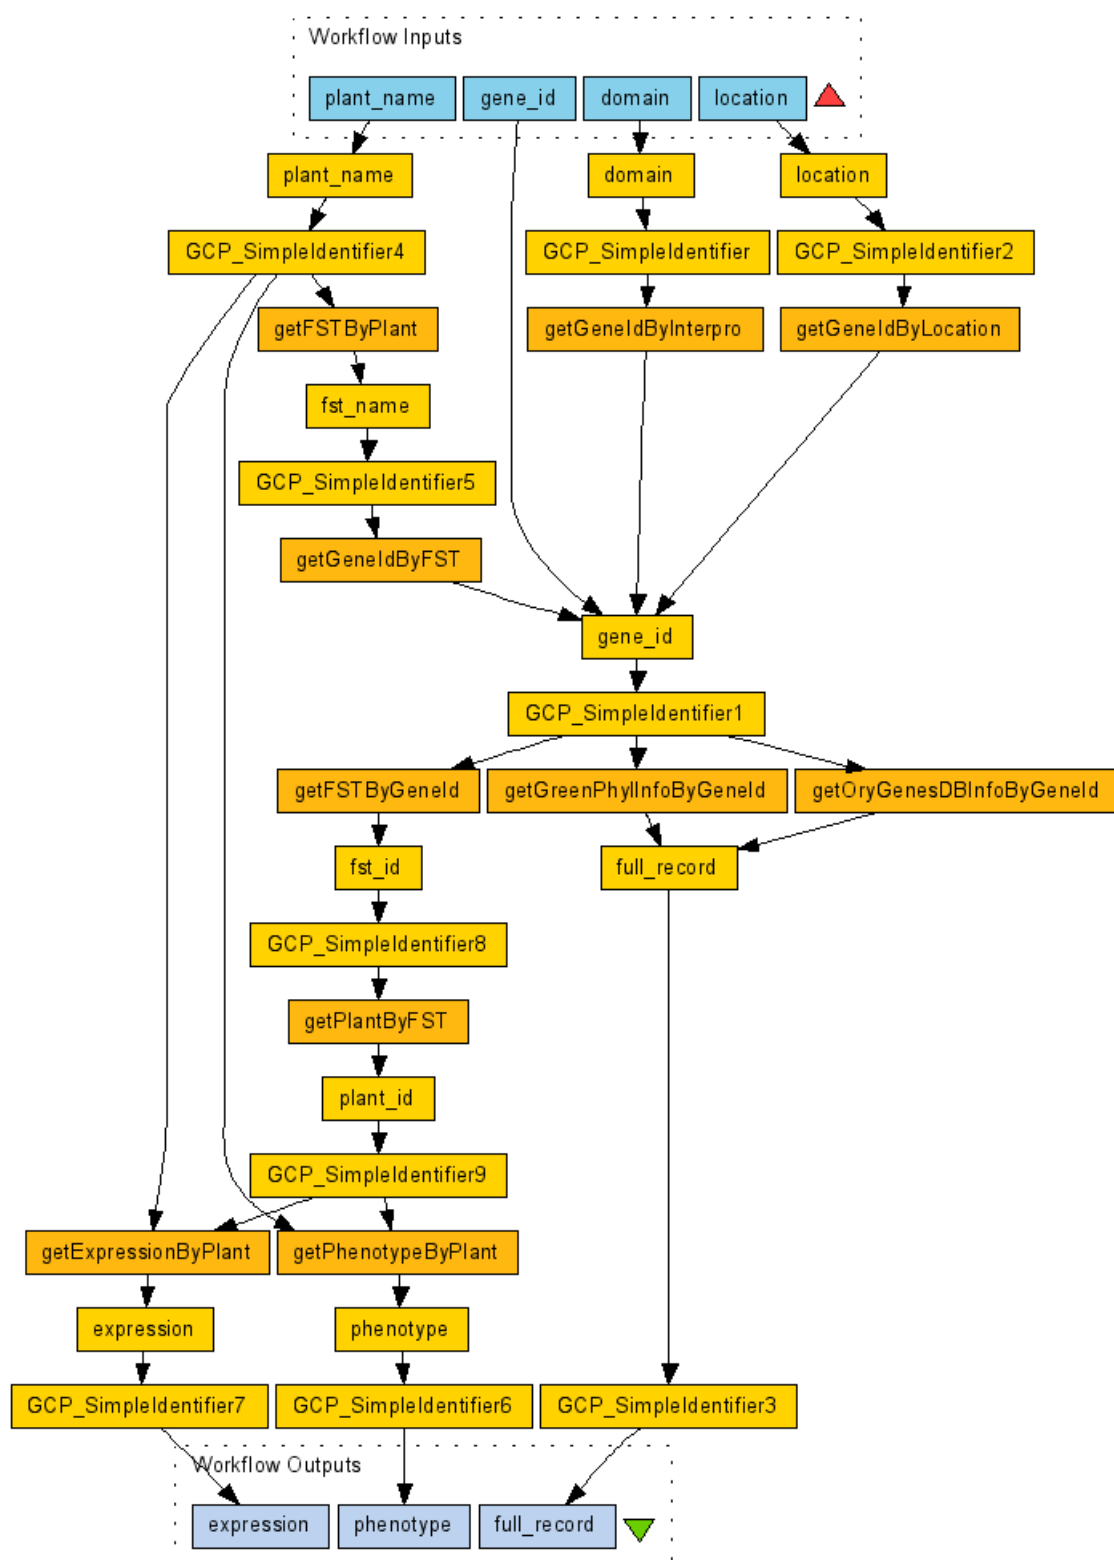 Workflow Inputs
plant_name gene_id domain location
plant_name domain location
GCP_SimpleIdentifier4 GCP_SimpleIdentifier GCP_SimpleIdentifier2
getFSTByPlant getGeneIdByInterpro getGeneIdByLocation
fst_name
GCP_SimpleIdentifier5
getGeneIdByFST
gene_id
GCP_SimpleIdentifier1
getFSTByGeneId getGreenPhylInfoByGeneId getOryGenesDBInfoByGeneId
fst_id full_record
GCP_SimpleIdentifier8
getPlantByFST
plant_id
GCP_SimpleIdentifier9
getExpressionByPlant getPhenotypeByPlant
expression phenotype
GCP_SimpleIdentifier7 GCP_SimpleIdentifier6 GCP_SimpleIdentifier3
Workflow Outputs
expression phenotype full_record